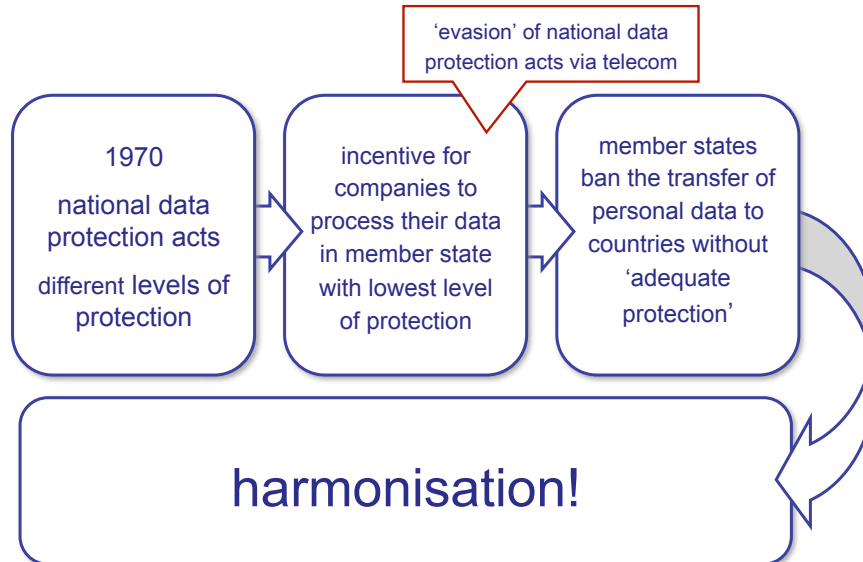 ‘evasion’ of national data
protection acts via telecom
1970
national data
protection acts
different levels of
protection
incentive for
companies to
process their data
in member state
with lowest level
of protection
member states
ban the transfer of
personal data to
countries without
‘adequate
protection’
harmonisation!